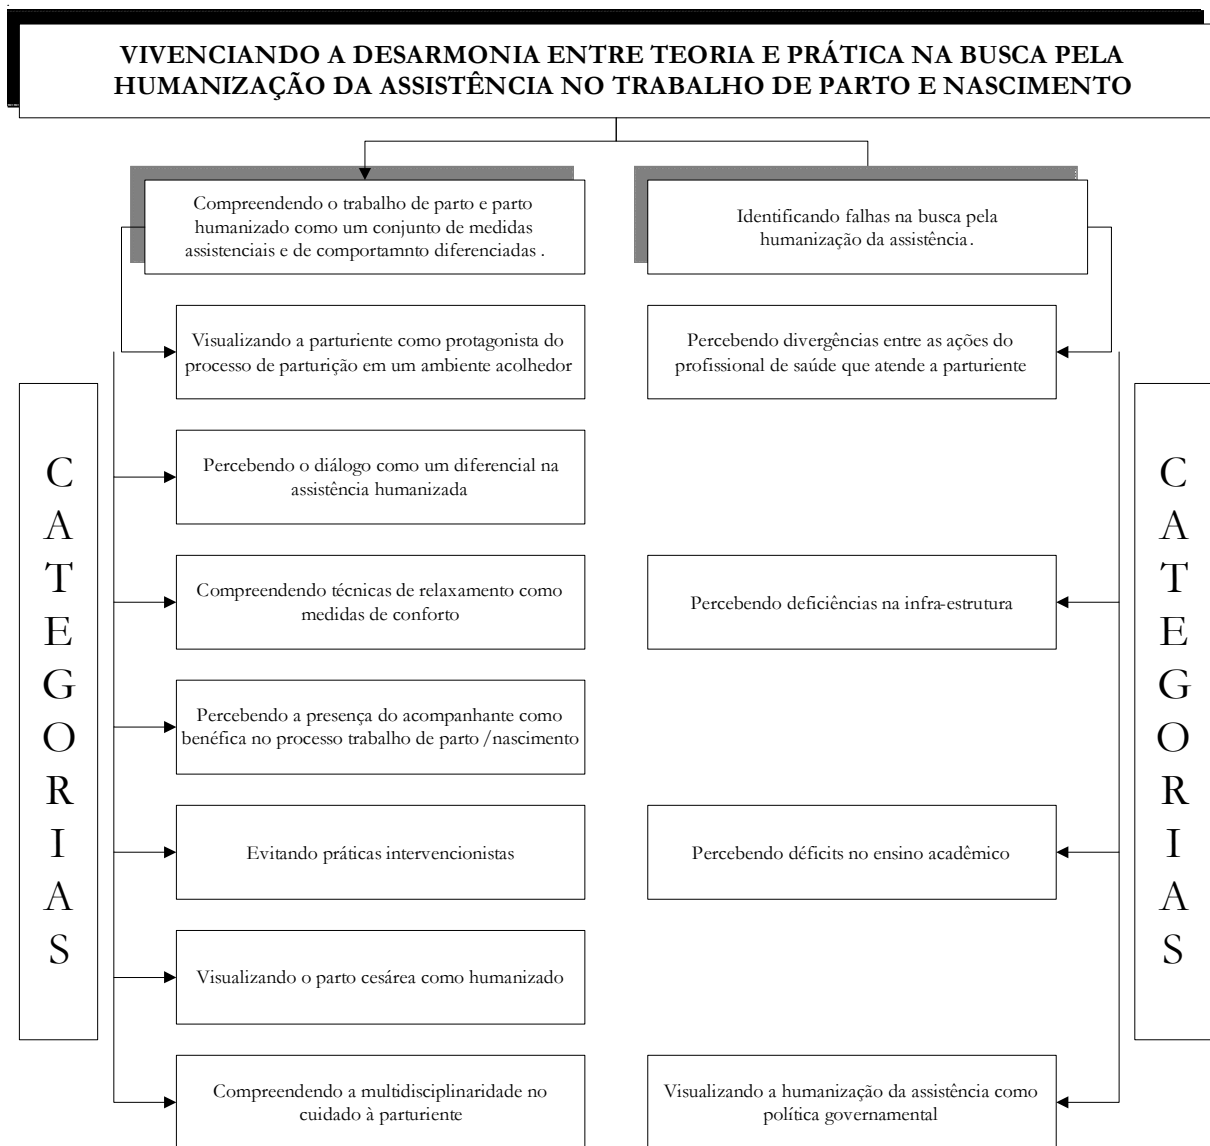 VIVENCIANDO A DESARMONIA ENTRE TEORIA E PRÁTICA NA BUSCA PELA
HUMANIZAÇÃO DA ASSISTÊNCIA NO TRABALHO DE PARTO E NASCIMENTO
Compreendendo o trabalho de parto e parto
humanizado como um conjunto de medidas
assistenciais e de comportamnto diferenciadas .
Identificando falhas na busca pela
humanização da assistência .
CATEGORIAS
Visualizando a parturiente como protagonista do
processo de parturição em um ambiente acolhedor
Percebendo o diálogo como um diferencial na
assistência humanizada
Compreendendo técnicas de relaxamento como
medidas de conforto
Percebendo a presença do acompanhante como
benéfica no processo trabalho de parto /nascimento
Evitando práticas intervencionistas
Visualizando o parto cesárea como humanizado
Compreendendo a multidisciplinaridade no
cuidado à parturiente
Percebendo divergências entre as ações do
profissional de saúde que atende a parturiente
Percebendo deficiências na infra-estrutura
Percebendo déficits no ensino acadêmico
Visualizando a humanização da assistência como
política governamental
CATEGORIAS